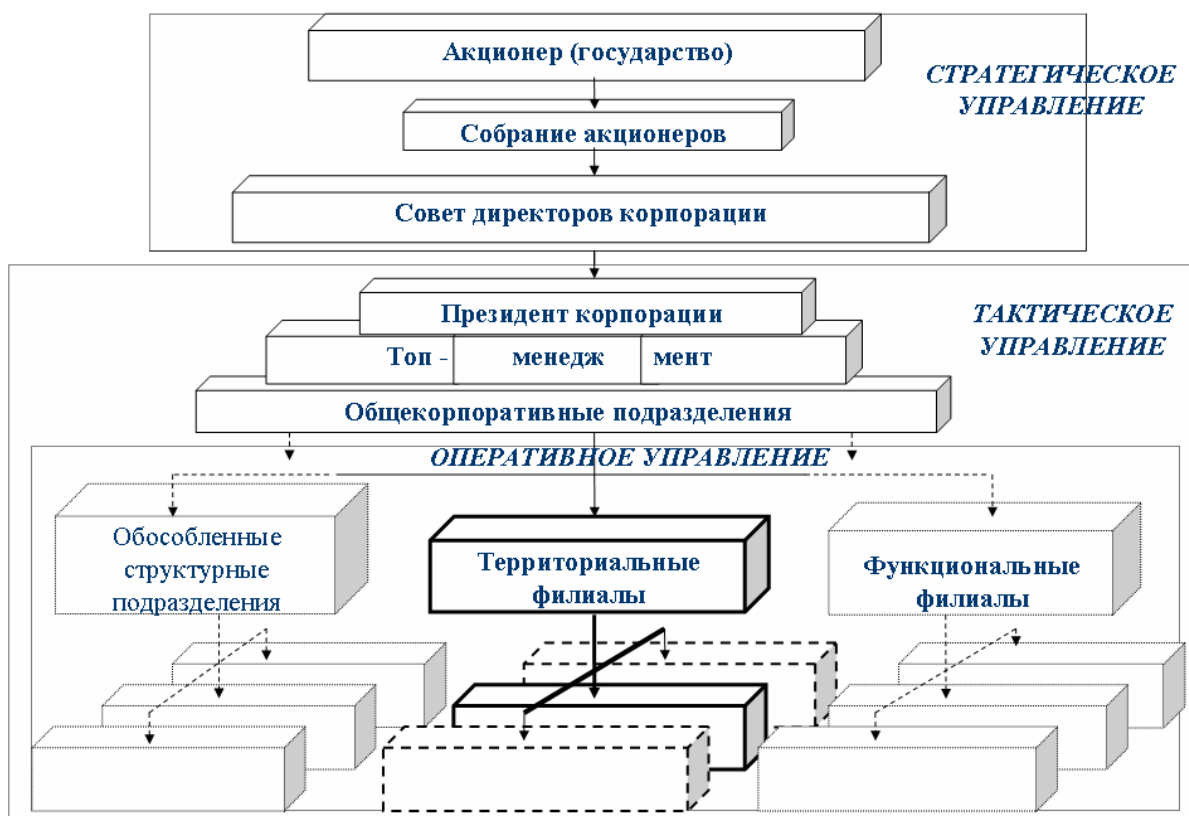 Акционер (государство)
СТРАТЕГИЧЕСКОЕ
УПРАВЛЕНИЕ
Собрание акционеров
Совет директоров корпорации
Президент корпорации
ТАКТИЧЕСКОЕ
УПРАВЛЕНИЕ
Топ - менедж мент
Общекорпоративные подразделения
ОПЕРАТИВНОЕ УПРАВЛЕНИЕ
Обособленные
структурные
подразделения
Территориальные
филиалы
Функциональные
филиалы